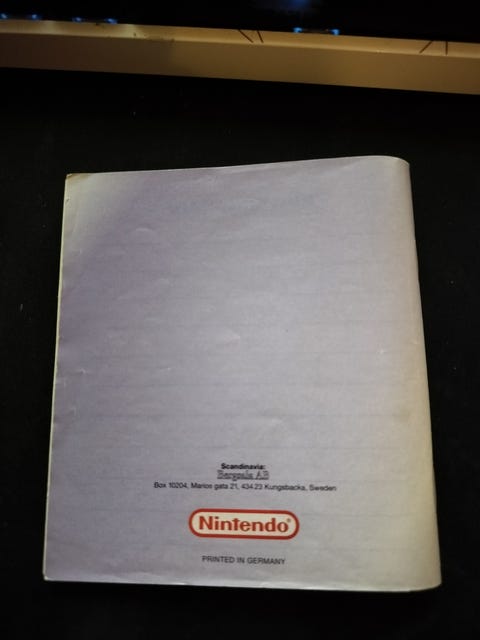 Scandinavia:
Bergsala AB
Box 10204, Marios gata 21, 434 23 Kungsbacka, Sweden
Nintendo®
PRINTED IN GERMANY